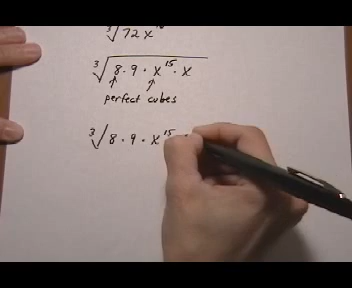 ∛72x
∛8·9·x¹⁵·x
perfect cubes
∛8·9·x¹⁵